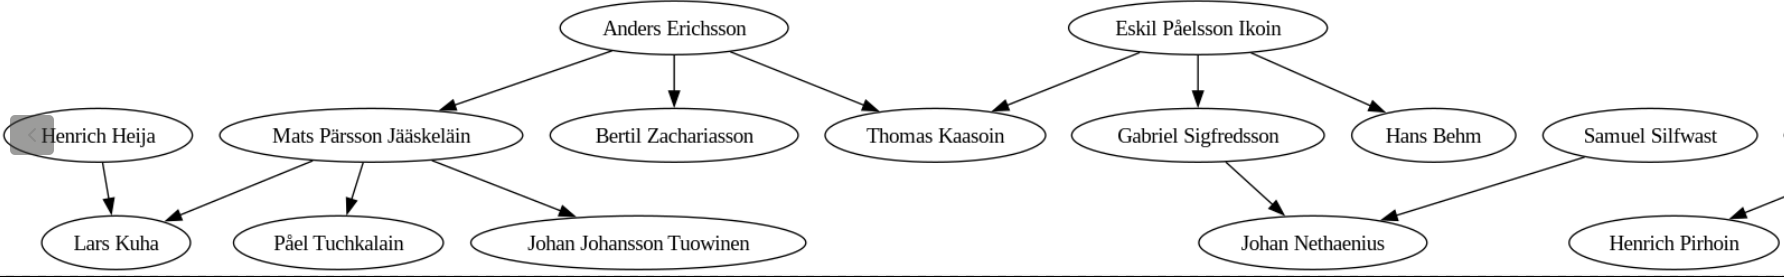 Anders Erichsson
Eskil Påelsson Ikoin
Henrich Heija
Mats Pärsson Jääskeläin
Bertil Zachariasson
Thomas Kaasoin
Gabriel Sigfredsson
Hans Behm
Samuel Silfwast
Lars Kuha
Påel Tuchkalain
Johan Johansson Tuowinen
Johan Nethaenius
Henrich Pirhoin